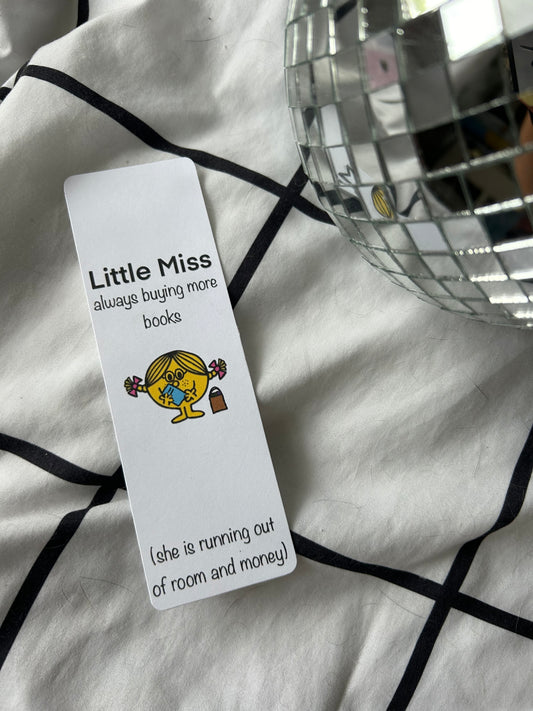 Little Miss
always buying more
books
(she is running out
of room and money)